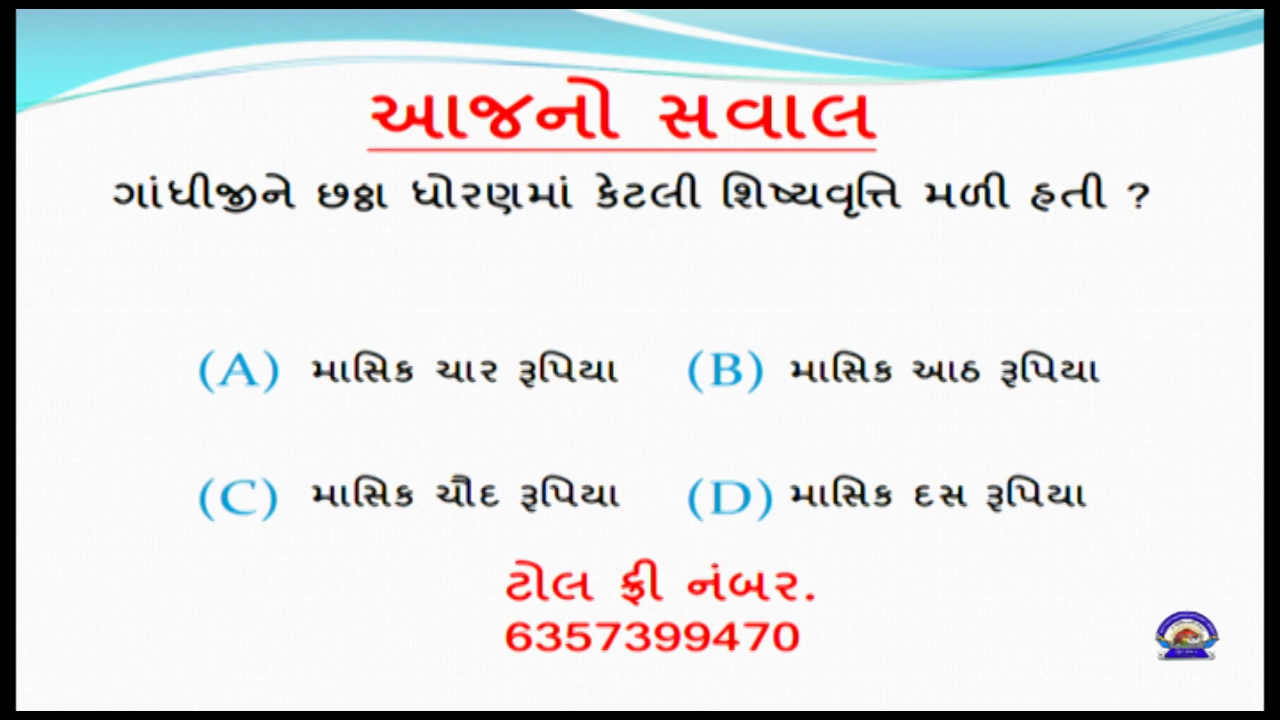 આજનો સવાલ
ગાંધીજીને છઠ્ઠા ધોરણમાં કેટલી શિષ્યવૃત્તિ મળી હતી ?
(A) માસિક ચાર રૂપિયા (B) માસિક આઠ રૂપિયા
(C) માસિક ચૌદ રૂપિયા (D) માસિક દસ રૂપિયા
ટોલ ફ્રી નંબર.
6357399470